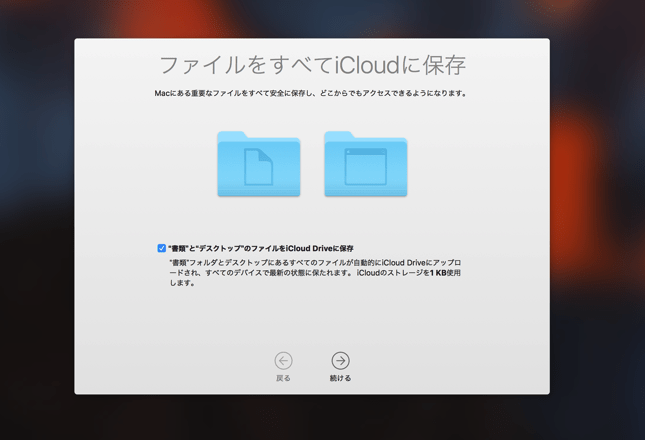 ファイルをすべてiCloudに保存
Macにある重要なファイルをすべて安全に保存し、どこからでもアクセスできるようになります。
“書類”と“デスクトップ”のファイルをiCloud Driveに保存
“書類”フォルダとデスクトップにあるすべてのファイルが自動的にiCloud Driveにアップロ
ードされ、すべてのデバイスで最新の状態に保たれます。 iCloudのストレージを1 KB使用
します。
戻る
続ける